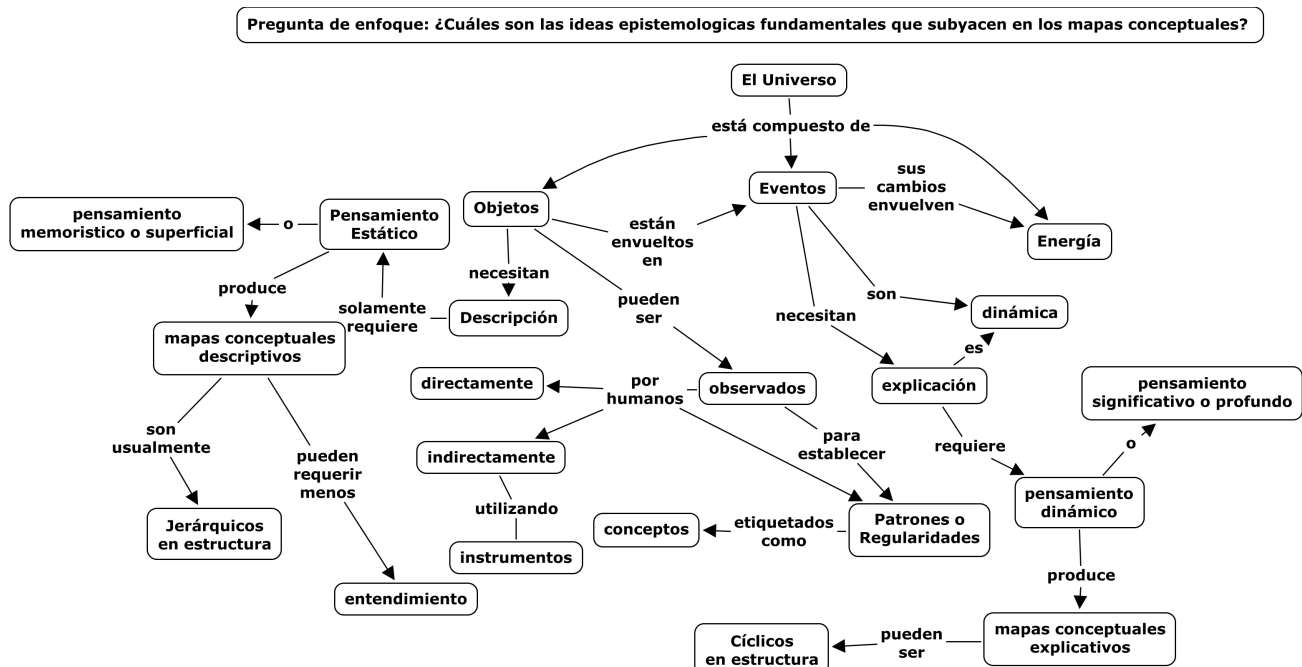 Pregunta de enfoque: ¿Cuáles son las ideas epistemologicas fundamentales que subyacen en los mapas conceptuales?
El Universo
está compuesto de
sus
cambios
envuelven
Eventos
Objetos
pensamiento
memoristico o superficial
o
Pensamiento
Estático
están
envueltos
en
Energía
necesitan
produce
solamente
requiere
Descripción
pueden
ser
necesitan
son
dinámica
mapas conceptuales
descriptivos
es
directamente
por
humanos
observados
explicación
pensamiento
significativo o profundo
son
usualmente
pueden
requerir
menos
indirectamente
para
establecer
requiere
o
utilizando
pensamiento
dinámico
Jerárquicos
en estructura
conceptos
etiquetados
como
Patrones o
Regularidades
instrumentos
entendimiento
produce
Cíclicos
en estructura
pueden
ser
mapas conceptuales
explicativos